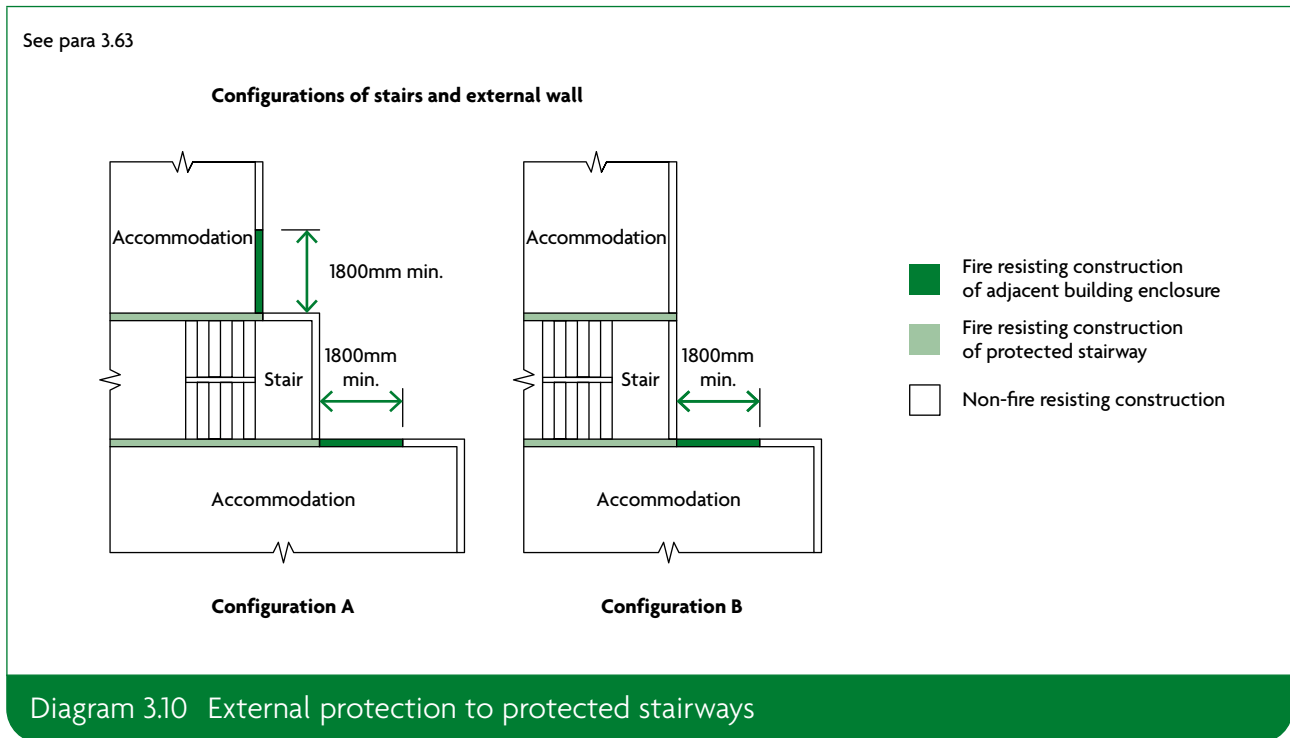 See para 3.63
Configurations of stairs and external wall
Accommodation
1800mm min.
1800mm
min.
Stair
Accommodation
Configuration A
Accommodation
1800mm
min.
Stair
Accommodation
Configuration B
Fire resisting construction
of adjacent building enclosure
Fire resisting construction
of protected stairway
Non-fire resisting construction
Diagram 3.10 External protection to protected stairways